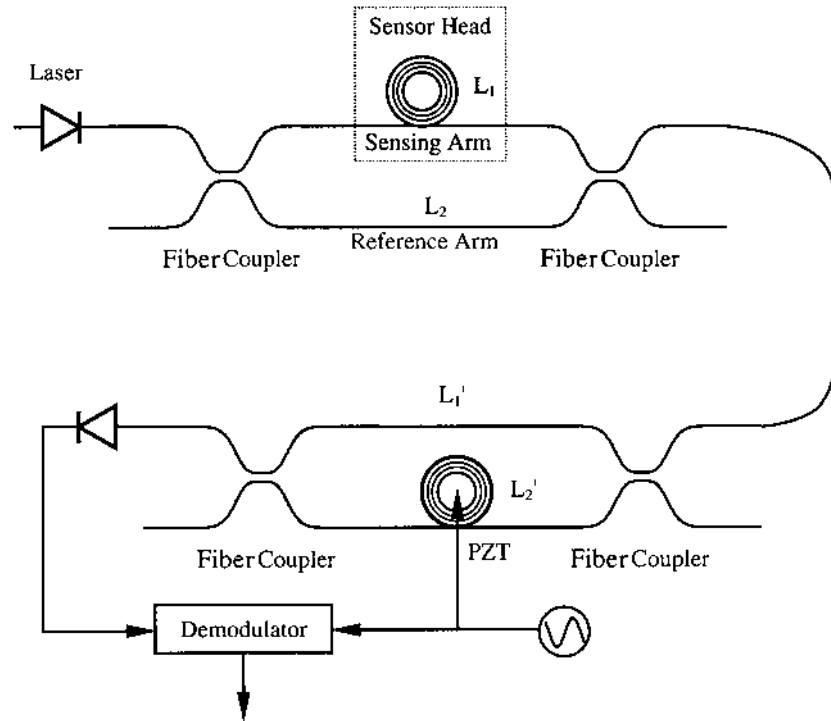 Sensor Head
Laser
L₁
Sensing Arm
L₂
Reference Arm
Fiber Coupler
Fiber Coupler
L₁'
L₂'
PZT
Fiber Coupler
Fiber Coupler
Demodulator